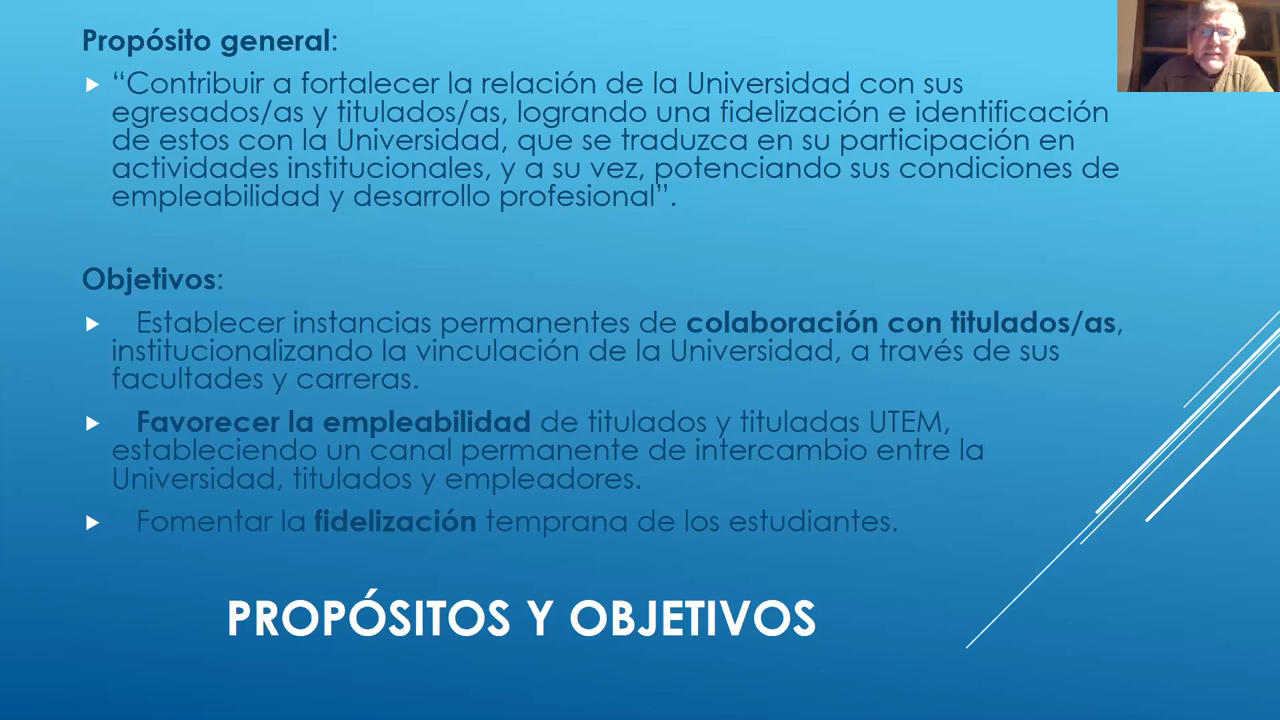 Propósito general:
“Contribuir a fortalecer la relación de la Universidad con sus
egresados/as y titulados/as, logrando una fidelización e identificación
de estos con la Universidad, que se traduzca en su participación en
actividades institucionales, y a su vez, potenciando sus condiciones de
empleabilidad y desarrollo profesional”.
Objetivos:
Establecer instancias permanentes de colaboración con titulados/as,
institucionalizando la vinculación de la Universidad, a través de sus
facultades y carreras.
Favorecer la empleabilidad de titulados y tituladas UTEM,
estableciendo un canal permanente de intercambio entre la
Universidad, titulados y empleadores.
Fomentar la fidelización temprana de los estudiantes.
PROPÓSITOS Y OBJETIVOS